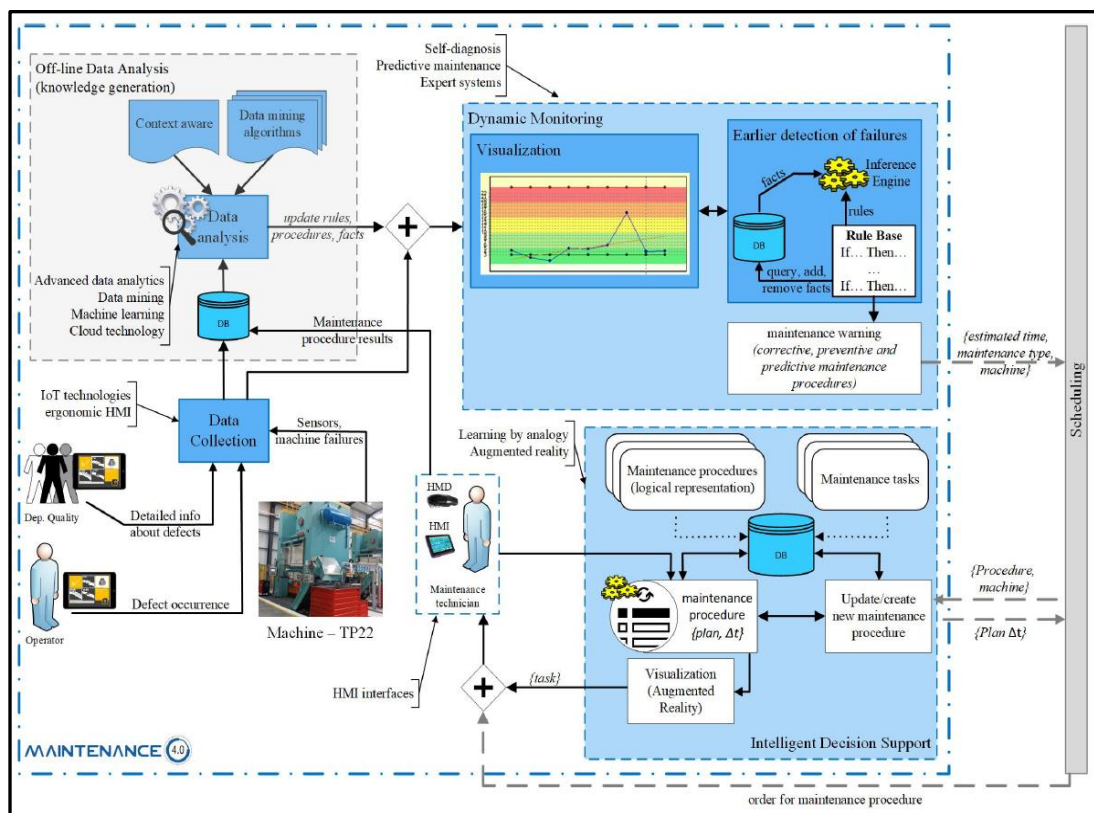 Off-line Data Analysis
(knowledge generation)
Context aware
Data mining
algorithms
Data
analysis
update rules,
procedures, facts
Advanced data analytics
Data mining
Machine learning
Cloud technology
DB
Maintenance
procedure results
Self-diagnosis
Predictive maintenance
Expert systems
Dynamic Monitoring
Visualization
Earlier detection of failures
facts
Inference
Engine
rules
DB
Rule Base
If… Then…
…
If… Then…
query, add,
remove facts
maintenance warning
(corrective, preventive and
predictive maintenance
procedures)
{estimated time,
maintenance type,
machine}
Scheduling
IoT technologies
ergonomic HMI
Data
Collection
Sensors,
machine failures
Dep. Quality
Detailed info
about defects
Operator
Defect occurrence
Machine – TP22
HMD
HMI
Maintenance
technician
HMI interfaces
Learning by analogy
Augmented reality
Maintenance procedures
(logical representation)
Maintenance tasks
DB
maintenance
procedure
{plan, Δt}
Update/create
new maintenance
procedure
{Procedure,
machine}
{Plan Δt}
Visualization
(Augmented
Reality)
{task}
Intelligent Decision Support
MAINTENANCE 4.0
order for maintenance procedure